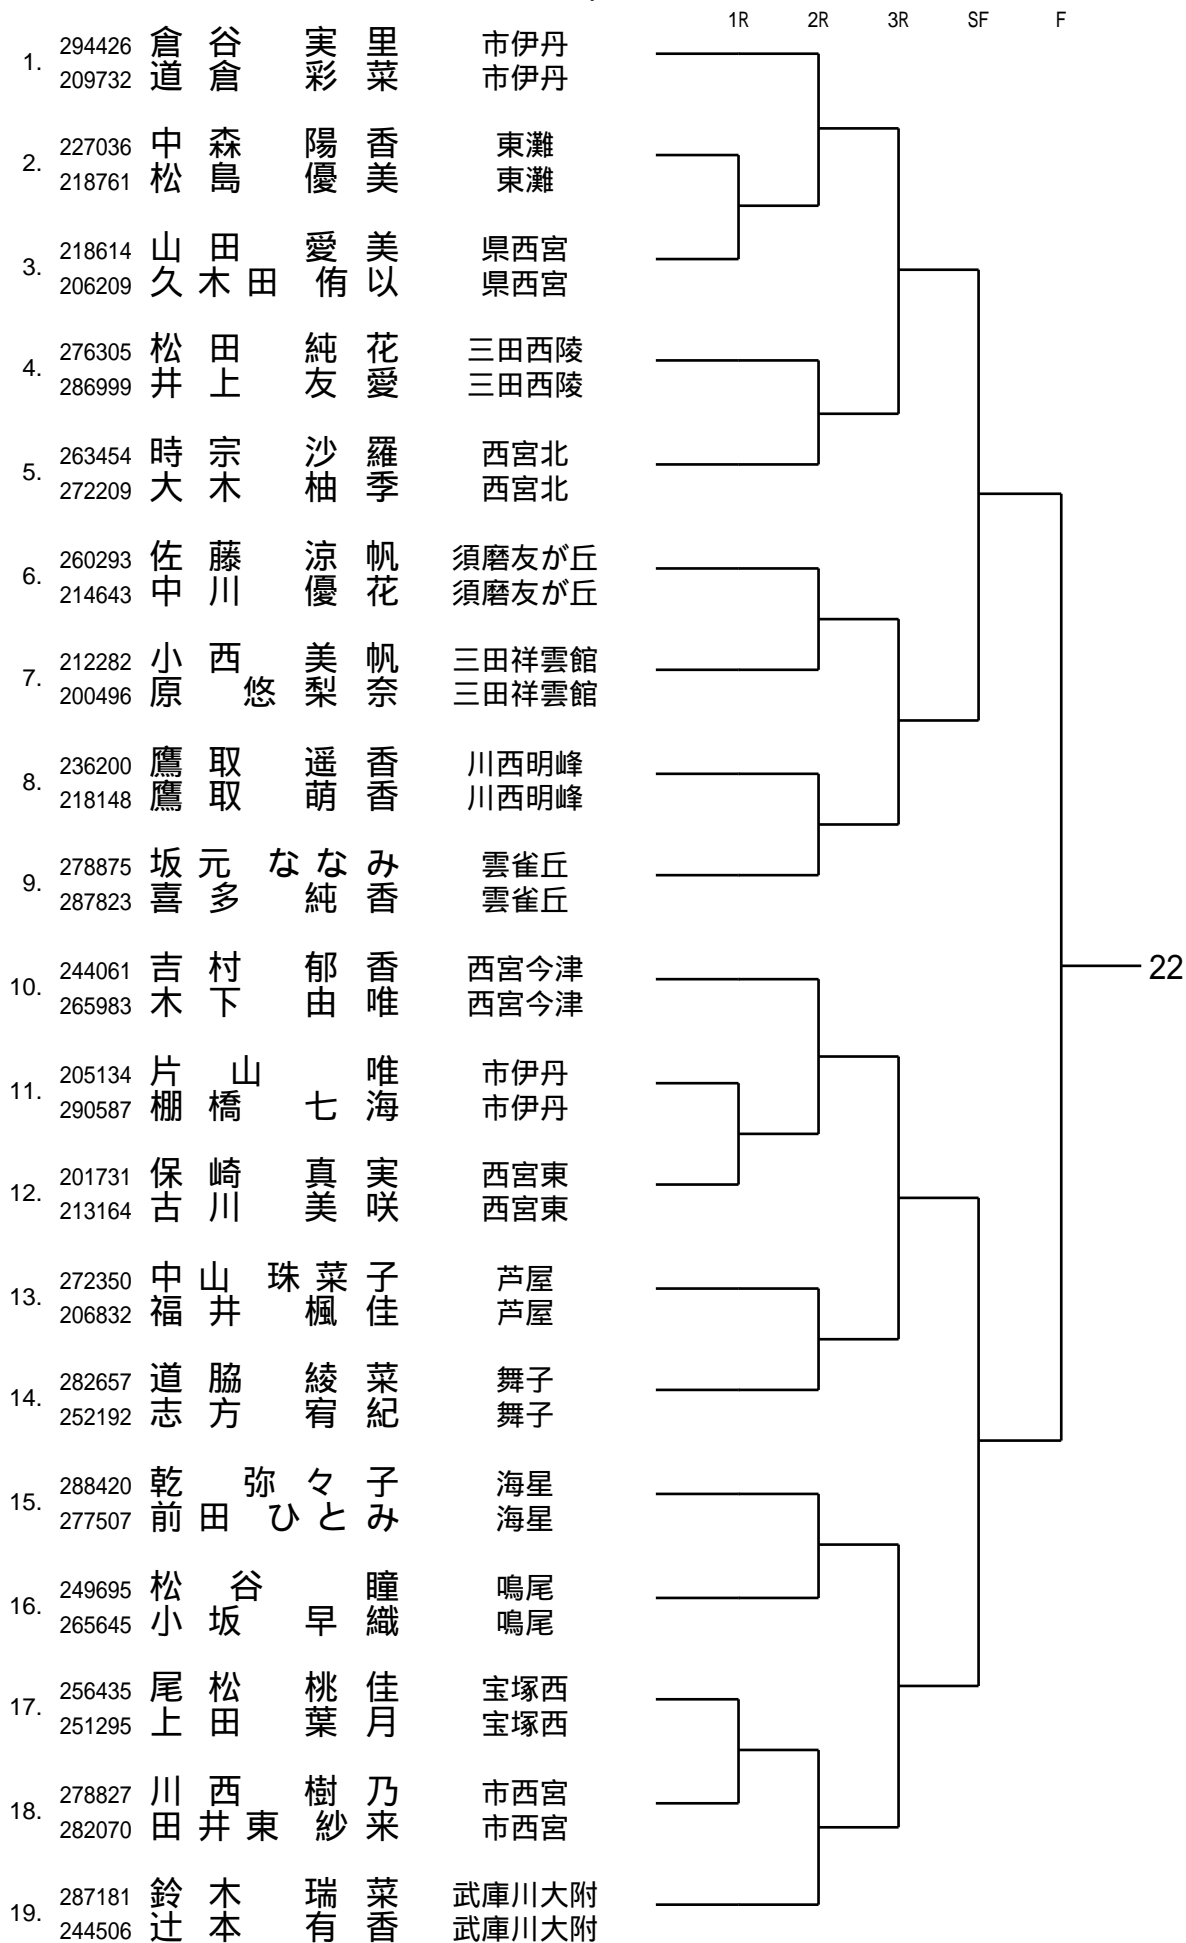 1R 2R 3R SF F
1. 294426 倉谷 実里 市伊丹
209732 道倉 彩菜 市伊丹
2. 227036 中森 陽香 東灘
218761 松島 優美 東灘
3. 218614 山田 愛美 県西宮
206209 久木田 侑以 県西宮
4. 276305 松田 純花 三田西陵
286999 井上 友愛 三田西陵
5. 263454 時宗 沙羅 西宮北
272209 大木 柚季 西宮北
6. 260293 佐藤 涼帆 須磨友が丘
214643 中川 優花 須磨友が丘
7. 212282 小西 美帆 三田祥雲館
200496 原 悠梨奈 三田祥雲館
8. 236200 鷹取 遥香 川西明峰
218148 鷹取 萌香 川西明峰
9. 278875 坂元 ななみ 雲雀丘
287823 喜多 純香 雲雀丘
10. 244061 吉村 郁香 西宮今津
265983 木下 由唯 西宮今津
22
11. 205134 片山 唯 市伊丹
290587 棚橋 七海 市伊丹
12. 201731 保崎 真実 西宮東
213164 古川 美咲 西宮東
13. 272350 中山 珠菜子 芦屋
206832 福井 楓佳 芦屋
14. 282657 道脇 綾菜 舞子
252192 志方 宥紀 舞子
15. 288420 乾 弥々子 海星
277507 前田 ひとみ 海星
16. 249695 松谷 瞳 鳴尾
265645 小坂 早織 鳴尾
17. 256435 尾松 桃佳 宝塚西
251295 上田 葉月 宝塚西
18. 278827 川西 樹乃 市西宮
282070 田井東 紗来 市西宮
19. 287181 鈴木 瑞菜 武庫川大附
244506 辻本 有香 武庫川大附